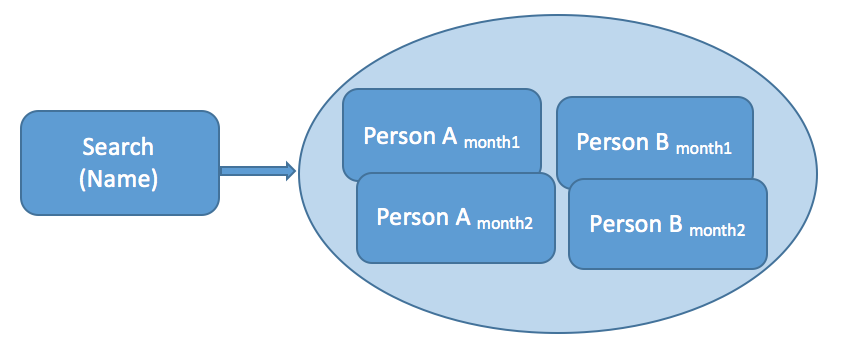 Search
(Name)
Person A month1
Person B month1
Person A month2
Person B month2